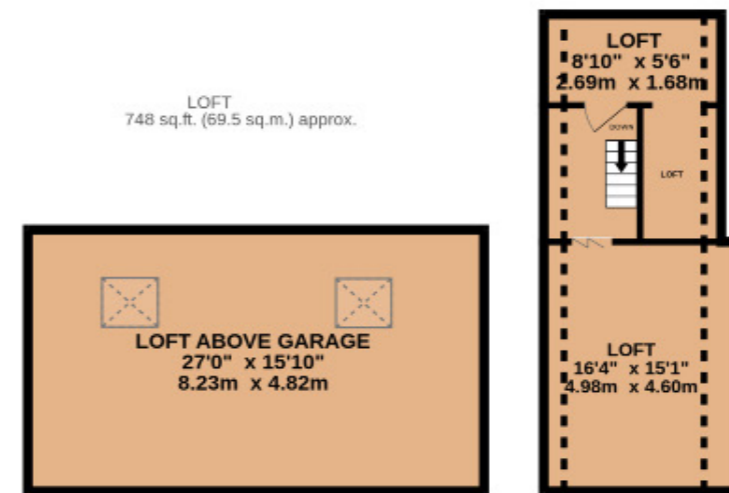 LOFT
748 sq.ft. (69.5 sq.m.) approx.
LOFT ABOVE GARAGE
27'0" x 15'10"
8.23m x 4.82m
LOFT
8'10" x 5'6"
2.69m x 1.68m
DOWN
LOFT
LOFT
16'4" x 15'1"
4.98m x 4.60m